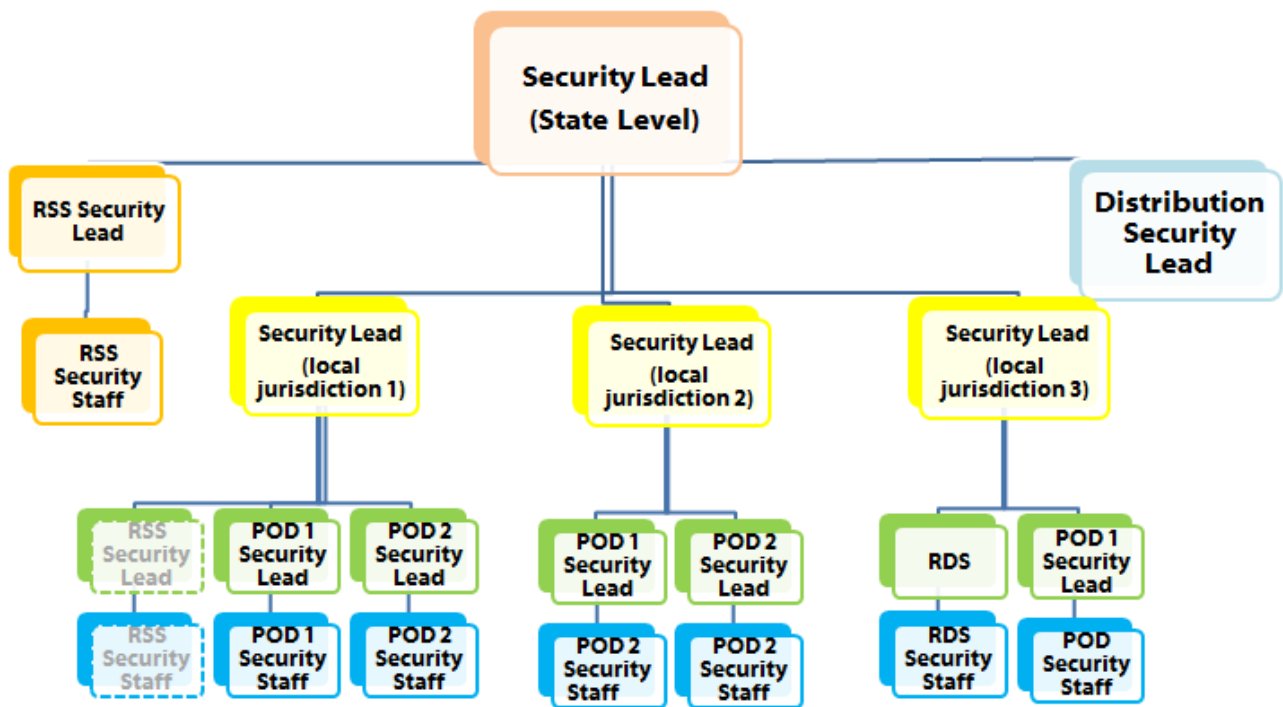 Security Lead
(State Level)
RSS Security
Lead
Distribution
Security
Lead
RSS
Security
Staff
Security Lead
(local
jurisdiction 1)
Security Lead
(local
jurisdiction 2)
Security Lead
(local
jurisdiction 3)
RSS
Security
Lead
POD 1
Security
Lead
POD 2
Security
Lead
POD 1
Security
Lead
POD 2
Security
Lead
RDS
POD 1
Security
Lead
RSS
Security
Staff
POD 1
Security
Staff
POD 2
Security
Staff
POD 2
Security
Staff
POD 2
Security
Staff
RDS
Security
Staff
POD
Security
Staff